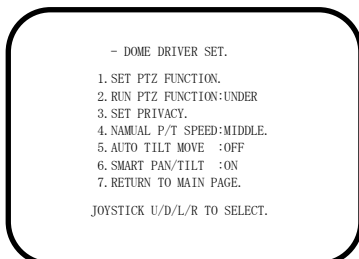 - DOME DRIVER SET.
1. SET PTZ FUNCTION.
2. RUN PTZ FUNCTION:UNDER
3. SET PRIVACY.
4. NAMUAL P/T SPEED:MIDDLE.
5. AUTO TILT MOVE :OFF
6. SMART PAN/TILT :ON
7. RETURN TO MAIN PAGE.
JOYSTICK U/D/L/R TO SELECT.